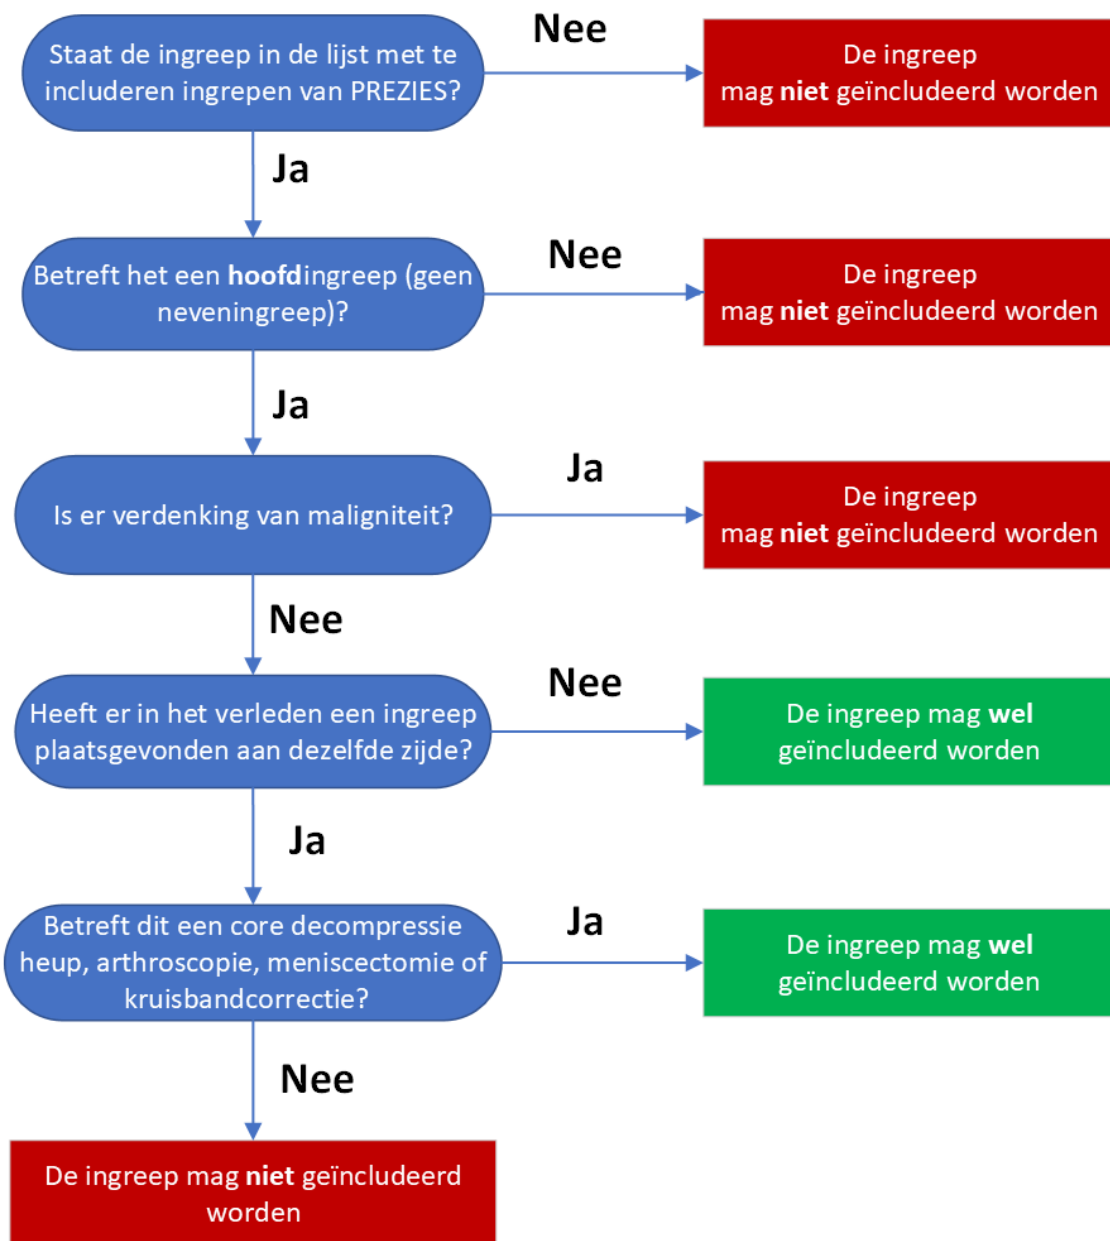 Staat de ingreep in de lijst met te
includeren ingrepen van PREZIES?
Nee
De ingreep
mag niet geïncludeerd worden
Ja
Betreft het een hoofdingreep (geen
neveningreep)?
Nee
De ingreep
mag niet geïncludeerd worden
Ja
Is er verdenking van maligniteit?
Ja
De ingreep
mag niet geïncludeerd worden
Nee
Heeft er in het verleden een ingreep
plaatsgevonden aan dezelfde zijde?
Nee
De ingreep mag wel
geïncludeerd worden
Ja
Betreft dit een core decompressie
heup, arthroscopie, meniscectomie of
kruisbandcorrectie?
Ja
De ingreep mag wel
geïncludeerd worden
Nee
De ingreep mag niet geïncludeerd
worden